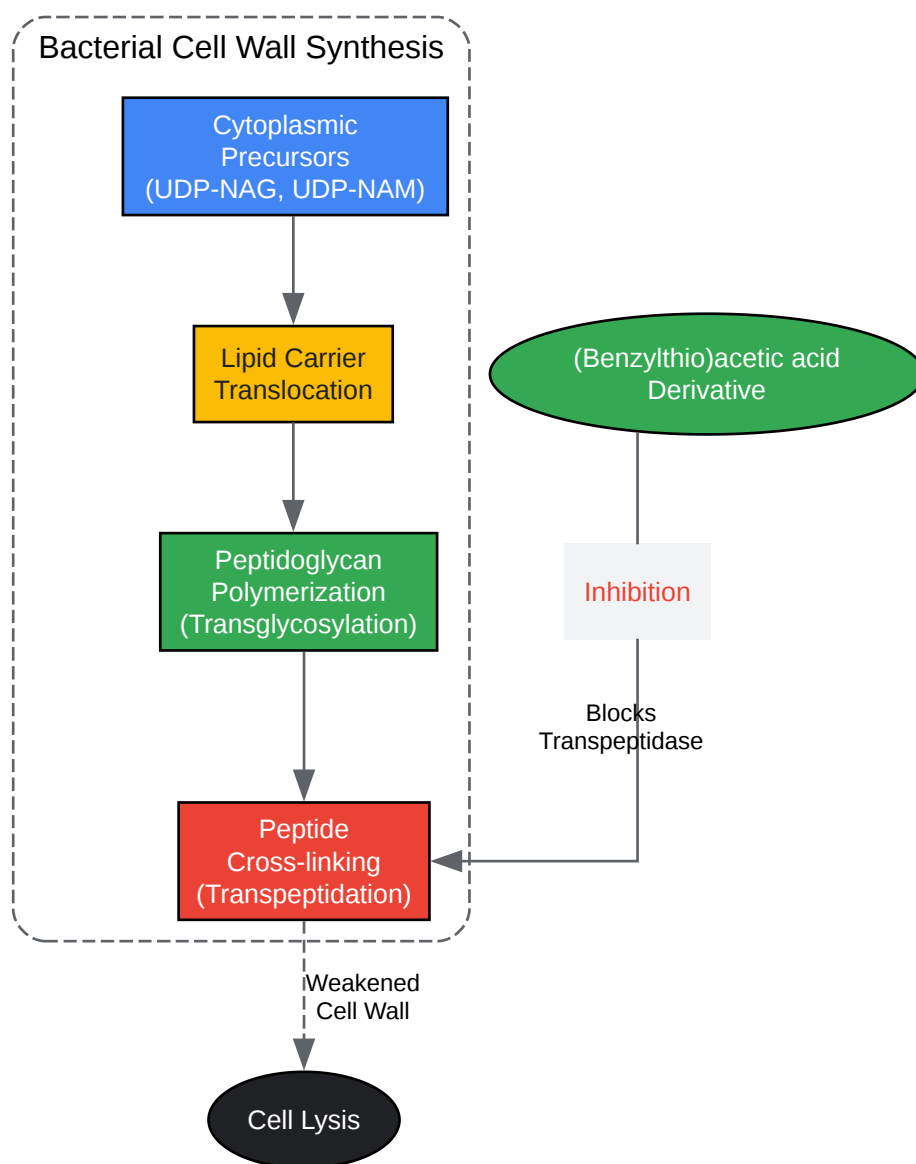 Bacterial Cell Wall Synthesis
Cytoplasmic
Precursors
(UDP-NAG, UDP-NAM)
Lipid Carrier
Translocation
(Benzylthio)acetic acid
Derivative
Peptidoglycan
Polymerization
(Transglycosylation)
Inhibition
Blocks
Transpeptidase
Peptide
Cross-linking
(Transpeptidation)
Weakened
Cell Wall
Cell Lysis